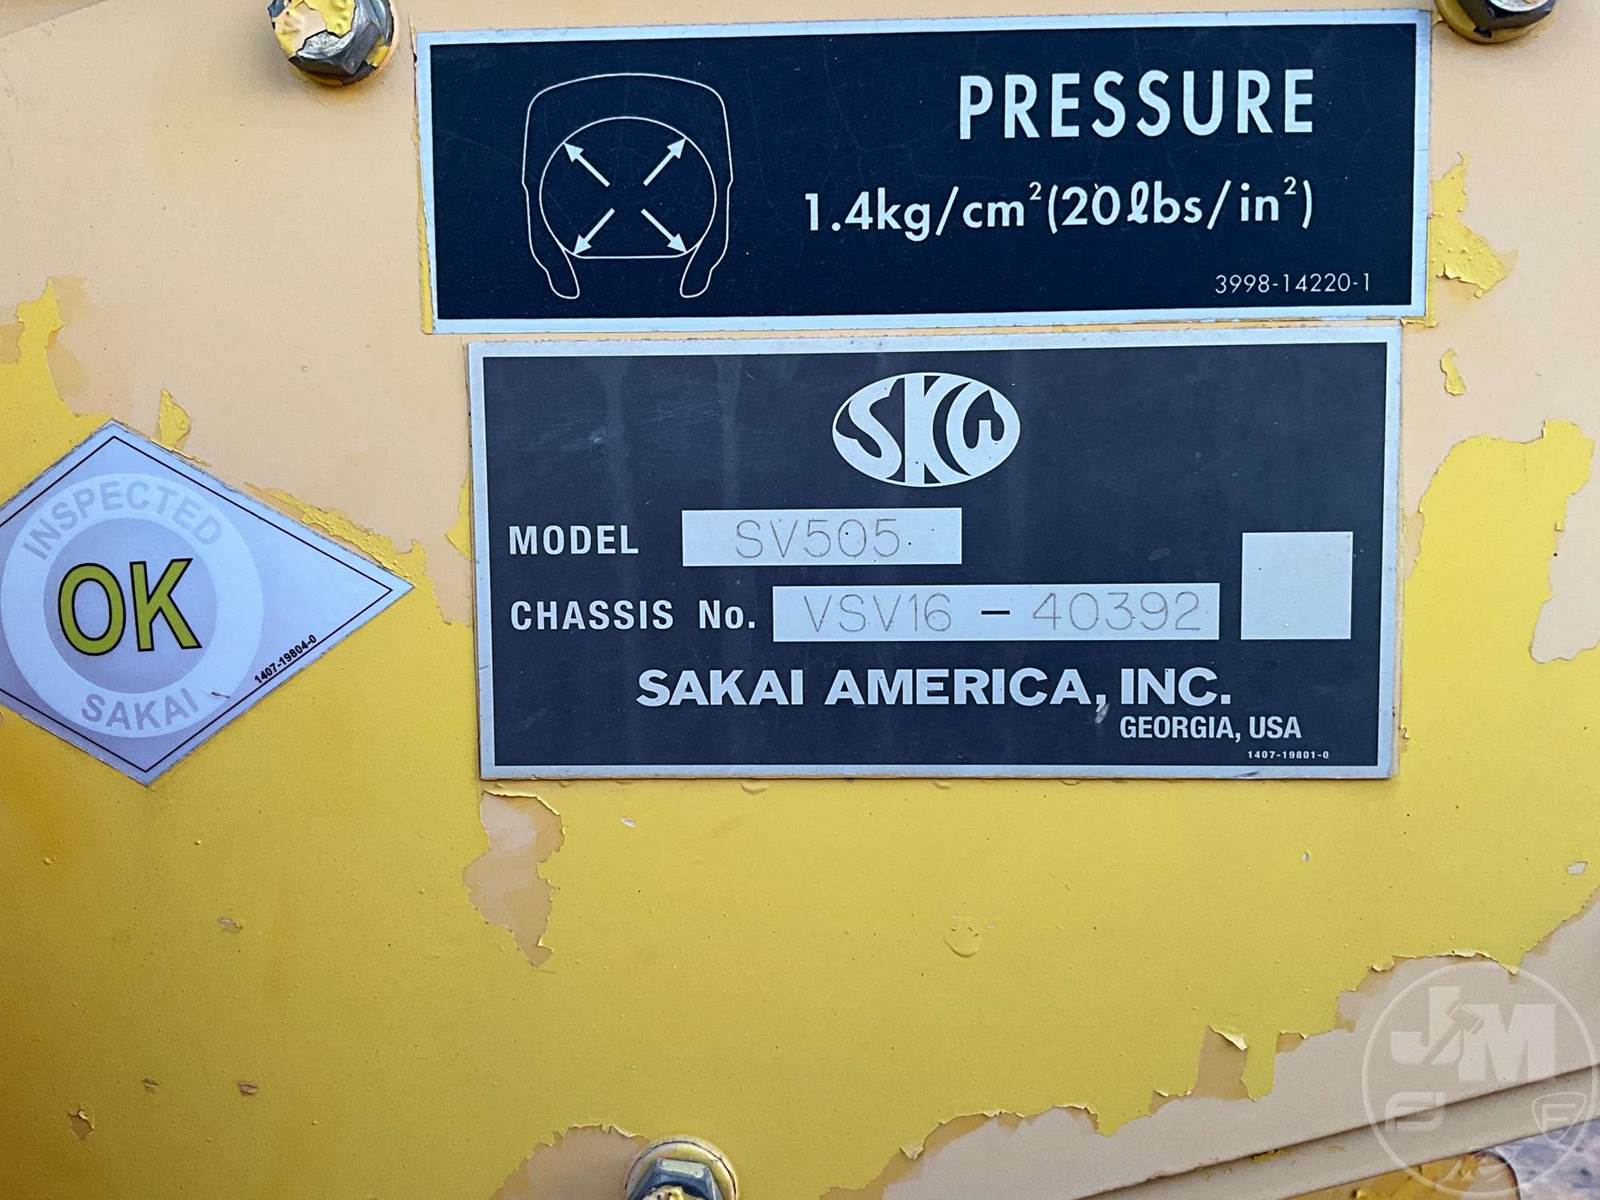 PRESSURE
1.4kg/cm²(20ℓbs/in²)
3998-14220-1
SKW
MODEL SV505
CHASSIS No. VSV16 - 40392
SAKAI AMERICA, INC.
GEORGIA, USA
1407-19801-0
INSPECTED
OK
SAKAI
1407-19804-0
JM